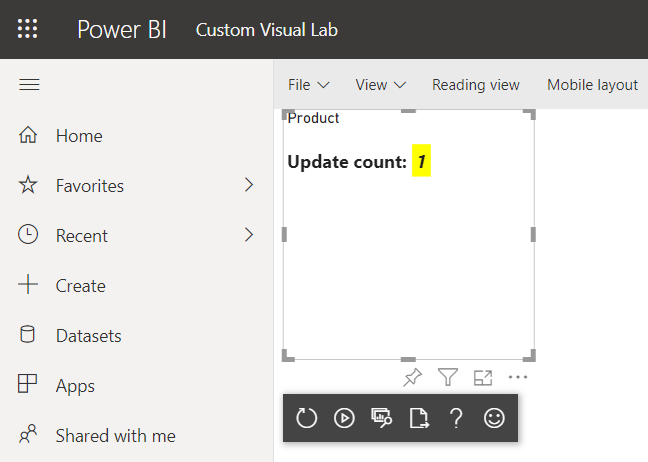 Power BI Custom Visual Lab
File View Reading view Mobile layout
Home
Favorites
Recent
Create
Datasets
Apps
Shared with me
Product
Update count: 1